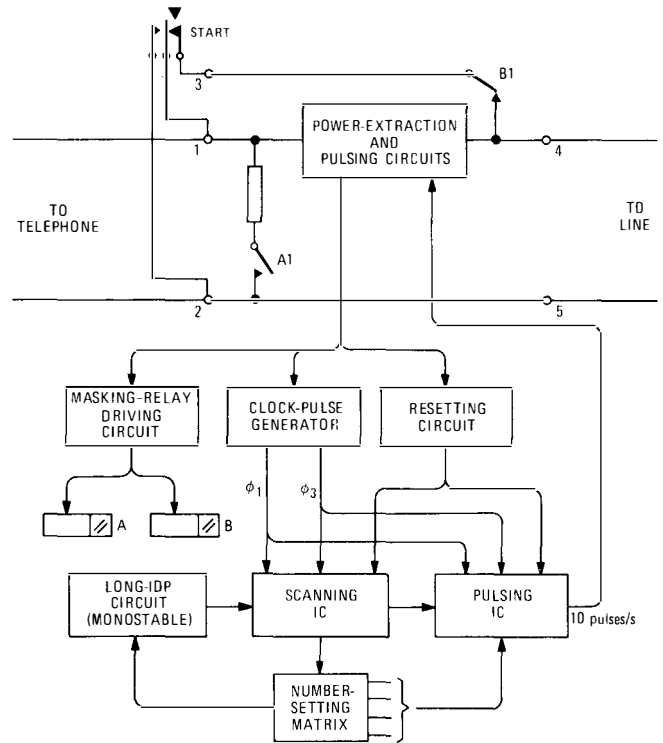 START
3
B1
POWER-EXTRACTION
AND
PULSING CIRCUITS
1
4
TO
TELEPHONE
TO
LINE
A1
2
5
MASKING-RELAY
DRIVING
CIRCUIT
CLOCK-PULSE
GENERATOR
RESETTING
CIRCUIT
ϕ1
ϕ3
A
B
LONG-IDP
CIRCUIT
(MONOSTABLE)
SCANNING
IC
PULSING
IC
10 pulses/s
NUMBER-
SETTING
MATRIX